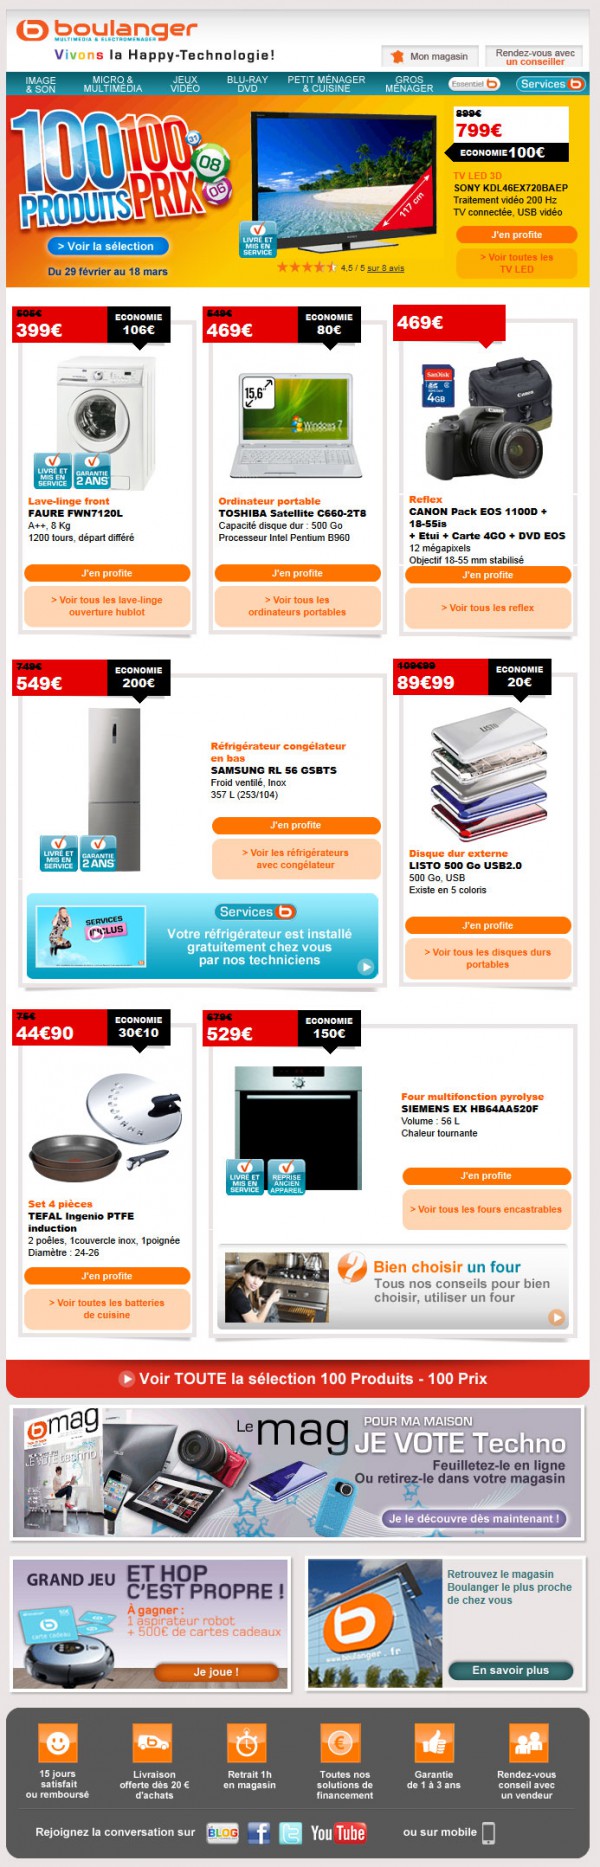 boulanger
MULTIMEDIA & ELECTROMENAGER
Vivons la Happy-Technologie!
Mon magasin
Rendez-vous avec
un conseiller
IMAGE
& SON
MICRO &
MULTIMÉDIA
JEUX
VIDÉO
BLU-RAY
DVD
PETIT MÉNAGER
& CUISINE
GROS
MÉNAGER
Essentiel b
Services b
100 100
PRODUITS PRIX
31
08
06
> Voir la sélection
Du 29 février au 18 mars
117 cm
LIVRÉ ET
MIS EN
SERVICE
4,5 / 5 sur 8 avis
899€
799€
ECONOMIE 100€
TV LED 3D
SONY KDL46EX720BAEP
Traitement vidéo 200 Hz
TV connectée, USB vidéo
J'en profite
> Voir toutes les
TV LED
505€
399€
ECONOMIE
106€
LIVRÉ ET
MIS EN
SERVICE
GARANTIE
2 ANS
Lave-linge front
FAURE FWN7120L
A++, 8 Kg
1200 tours, départ différé
J'en profite
> Voir tous les lave-linge
ouverture hublot
549€
469€
ECONOMIE
80€
15,6"
Windows 7
Ordinateur portable
TOSHIBA Satellite C660-2T8
Capacité disque dur : 500 Go
Processeur Intel Pentium B960
J'en profite
> Voir tous les
ordinateurs portables
469€
SanDisk
4GB
Canon
Reflex
CANON Pack EOS 1100D +
18-55is
+ Etui + Carte 4GO + DVD EOS
12 mégapixels
Objectif 18-55 mm stabilisé
J'en profite
> Voir tous les reflex
749€
549€
ECONOMIE
200€
LIVRÉ ET
MIS EN
SERVICE
GARANTIE
2 ANS
Réfrigérateur congélateur
en bas
SAMSUNG RL 56 GSBTS
Froid ventilé, Inox
357 L (253/104)
J'en profite
> Voir les réfrigérateurs
avec congélateur
SERVICES
INCLUS
Services b
Votre réfrigérateur est installé
gratuitement chez vous
par nos techniciens
109€99
89€99
ECONOMIE
20€
LISTO
Disque dur externe
LISTO 500 Go USB2.0
500 Go, USB
Existe en 5 coloris
J'en profite
> Voir tous les disques durs
portables
75€
44€90
ECONOMIE
30€10
Set 4 pièces
TEFAL Ingenio PTFE
induction
2 poêles, 1couvercle inox, 1poignée
Diamètre : 24-26
J'en profite
> Voir toutes les batteries
de cuisine
679€
529€
ECONOMIE
150€
LIVRÉ ET
MIS EN
SERVICE
REPRISE
ANCIEN
APPAREIL
Four multifonction pyrolyse
SIEMENS EX HB64AA520F
Volume : 56 L
Chaleur tournante
J'en profite
> Voir tous les fours encastrables
Bien choisir un four
Tous nos conseils pour bien
choisir, utiliser un four
Voir TOUTE la sélection 100 Produits - 100 Prix
b mag
JE VOTE techno
Le mag POUR MA MAISON
JE VOTE Techno
Feuilletez-le en ligne
Ou retirez-le dans votre magasin
Je le découvre dès maintenant !
GRAND JEU ET HOP
C'EST PROPRE !
À gagner :
1 aspirateur robot
+ 500€ de cartes cadeaux
carte cadeau
Je joue !
www.boulanger.fr
Retrouvez le magasin
Boulanger le plus proche
de chez vous
En savoir plus
15 jours
satisfait
ou remboursé
Livraison
offerte dès 20 €
d'achats
Retrait 1h
en magasin
Toutes nos
solutions de
financement
Garantie
de 1 à 3 ans
Rendez-vous
conseil avec
un vendeur
Rejoignez la conversation sur
BLOG
You Tube
ou sur mobile